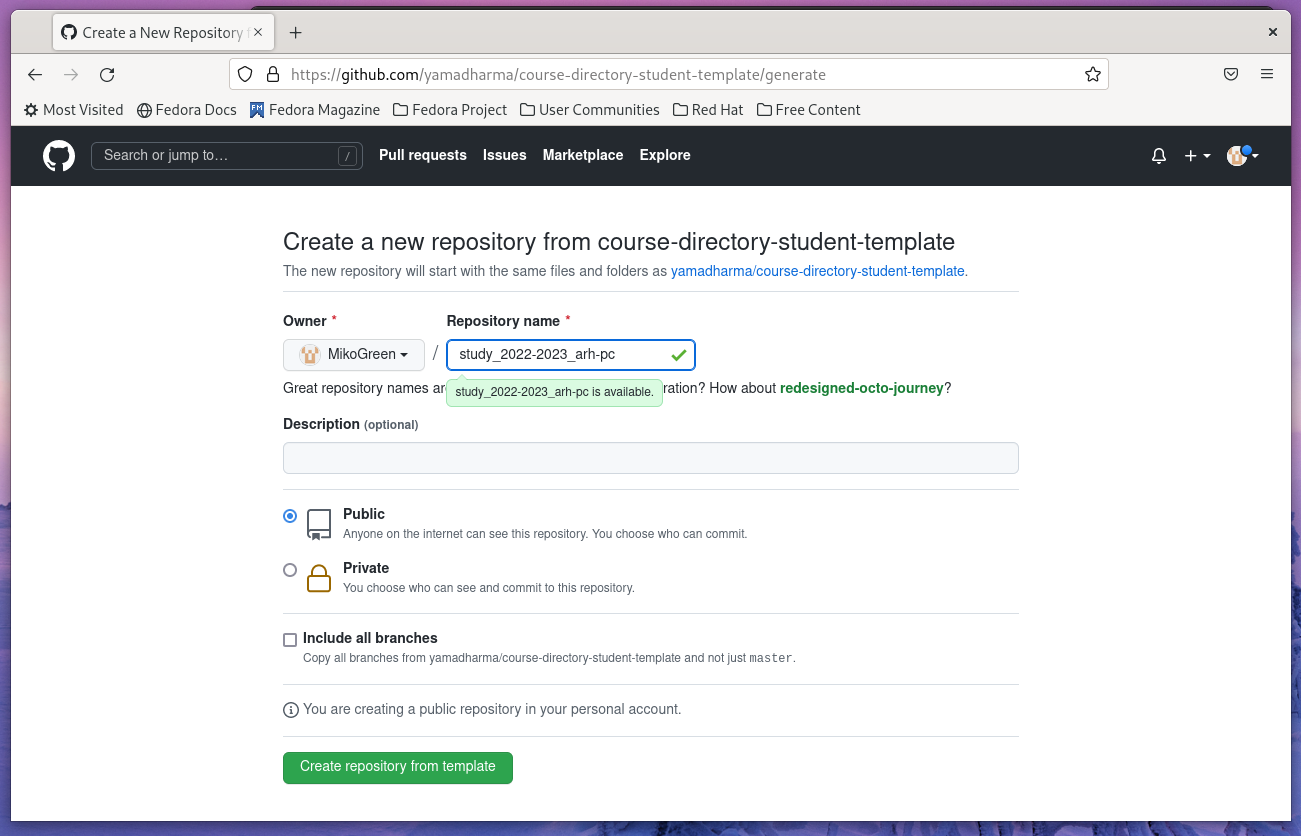 Create a New Repository
https://github.com/yamadharma/course-directory-student-template/generate
Most Visited Fedora Docs FM Fedora Magazine Fedora Project User Communities Red Hat Free Content
Search or jump to… / Pull requests Issues Marketplace Explore
Create a new repository from course-directory-student-template
The new repository will start with the same files and folders as yamadharma/course-directory-student-template.
Owner * Repository name *
MikoGreen / study_2022-2023_arh-pc
Great repository names ration? How about redesigned-octo-journey?
study_2022-2023_arh-pc is available.
Description (optional)
Public
Anyone on the internet can see this repository. You choose who can commit.
Private
You choose who can see and commit to this repository.
Include all branches
Copy all branches from yamadharma/course-directory-student-template and not just master.
You are creating a public repository in your personal account.
Create repository from template